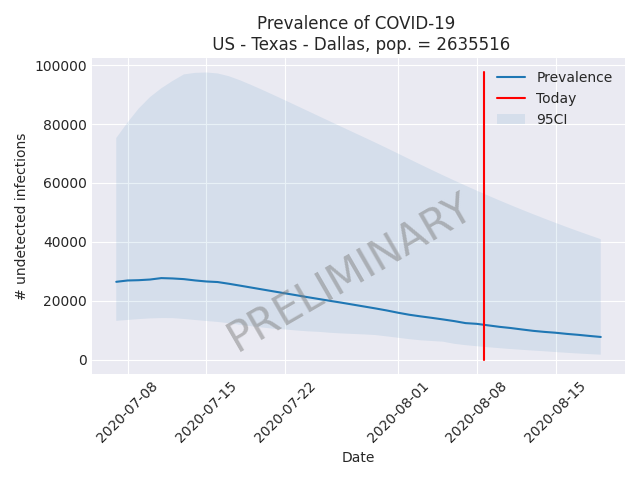 Prevalence of COVID-19
US - Texas - Dallas, pop. = 2635516
100000
80000
60000
40000
20000
0
# undetected infections
Prevalence
Today
95CI
PRELIMINARY
2020-07-08
2020-07-15
2020-07-22
2020-08-01
2020-08-08
2020-08-15
Date